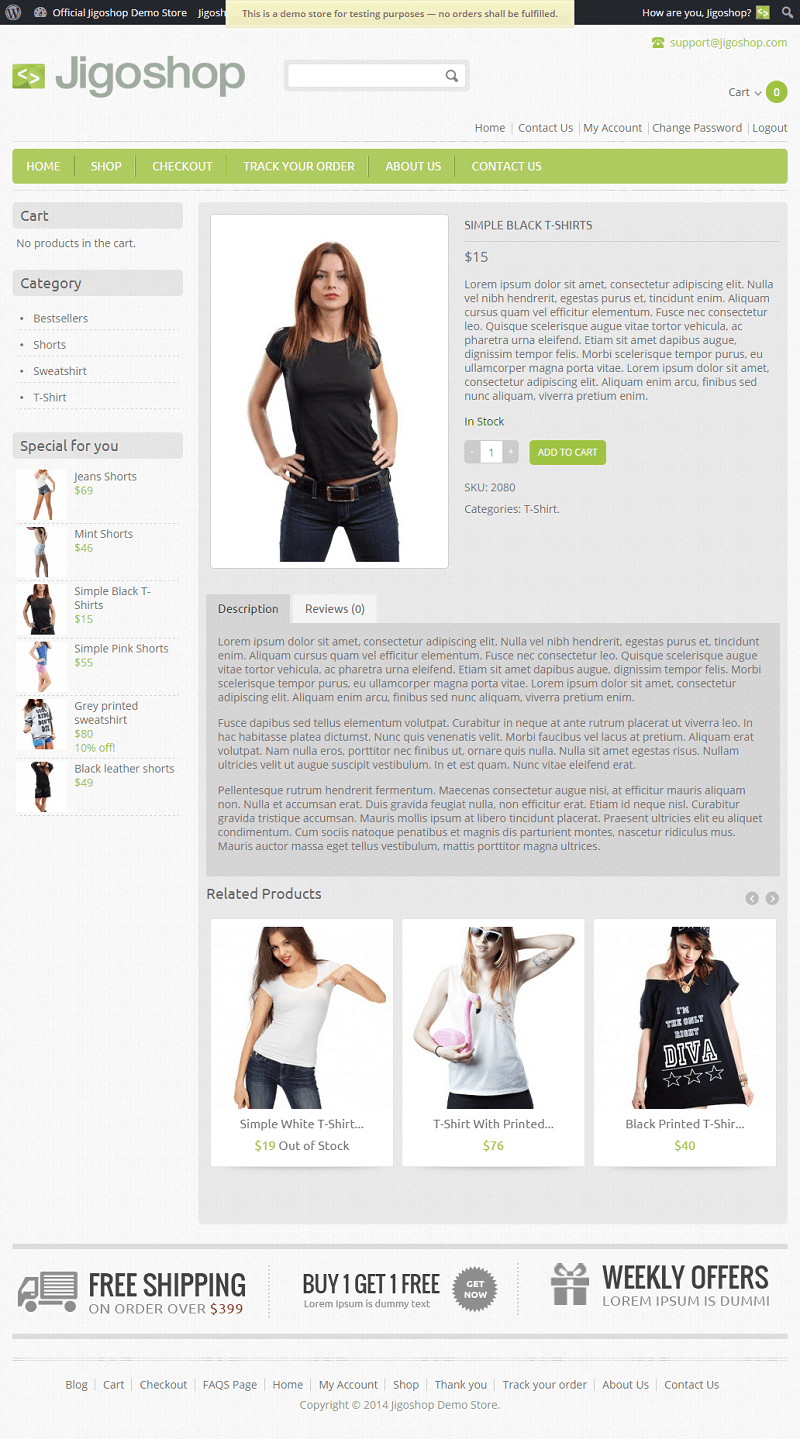 Official Jigoshop Demo Store
Jigosh
This is a demo store for testing purposes — no orders shall be fulfilled.
How are you, Jigoshop?
support@jigoshop.com
Jigoshop
Cart 0
Home | Contact Us | My Account | Change Password | Logout
HOME SHOP CHECKOUT TRACK YOUR ORDER ABOUT US CONTACT US
Cart
No products in the cart.
Category
Bestsellers
Shorts
Sweatshirt
T-Shirt
Special for you
Jeans Shorts
$69
Mint Shorts
$46
Simple Black T-
Shirts
$15
Simple Pink Shorts
$55
Grey printed
sweatshirt
$80
10% off!
Black leather shorts
$49
SIMPLE BLACK T-SHIRTS
$15
Lorem ipsum dolor sit amet, consectetur adipiscing elit. Nulla
vel nibh hendrerit, egestas purus et, tincidunt enim. Aliquam
cursus quam vel efficitur elementum. Fusce nec consectetur
leo. Quisque scelerisque augue vitae tortor vehicula, ac
pharetra urna eleifend. Etiam sit amet dapibus augue,
dignissim tempor felis. Morbi scelerisque tempor purus, eu
ullamcorper magna porta vitae. Lorem ipsum dolor sit amet,
consectetur adipiscing elit. Aliquam enim arcu, finibus sed
nunc aliquam, viverra pretium enim.
In Stock
- 1 + ADD TO CART
SKU: 2080
Categories: T-Shirt.
Description Reviews (0)
Lorem ipsum dolor sit amet, consectetur adipiscing elit. Nulla vel nibh hendrerit, egestas purus et, tincidunt
enim. Aliquam cursus quam vel efficitur elementum. Fusce nec consectetur leo. Quisque scelerisque augue
vitae tortor vehicula, ac pharetra urna eleifend. Etiam sit amet dapibus augue, dignissim tempor felis. Morbi
scelerisque tempor purus, eu ullamcorper magna porta vitae. Lorem ipsum dolor sit amet, consectetur
adipiscing elit. Aliquam enim arcu, finibus sed nunc aliquam, viverra pretium enim.
Fusce dapibus sed tellus elementum volutpat. Curabitur in neque at ante rutrum placerat ut viverra leo. In
hac habitasse platea dictumst. Nunc quis venenatis velit. Morbi faucibus vel lacus at pretium. Aliquam erat
volutpat. Nam nulla eros, porttitor nec finibus ut, ornare quis nulla. Nulla sit amet egestas risus. Nullam
ultricies velit ut augue suscipit vestibulum. In et est quam. Nunc vitae eleifend erat.
Pellentesque rutrum hendrerit fermentum. Maecenas consectetur augue nisi, at efficitur mauris aliquam
non. Nulla et accumsan erat. Duis gravida feugiat nulla, non efficitur erat. Etiam id neque nisl. Curabitur
gravida tristique accumsan. Mauris mollis ipsum at libero tincidunt placerat. Praesent ultricies elit eu aliquet
condimentum. Cum sociis natoque penatibus et magnis dis parturient montes, nascetur ridiculus mus.
Mauris auctor massa eget tellus vestibulum, mattis porttitor magna ultrices.
Related Products
I'M
THE ONLY
RIGHT
DIVA
Simple White T-Shirt...
$19 Out of Stock
T-Shirt With Printed...
$76
Black Printed T-Shir...
$40
FREE SHIPPING
ON ORDER OVER $399
BUY 1 GET 1 FREE
Lorem Ipsum is dummy text
GET
NOW
WEEKLY OFFERS
LOREM IPSUM IS DUMMI
Blog | Cart | Checkout | FAQS Page | Home | My Account | Shop | Thank you | Track your order | About Us | Contact Us
Copyright © 2014 Jigoshop Demo Store.